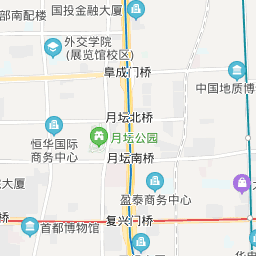 国投金融大厦
部南配楼
外交学院
(展览馆校区)
阜成门桥
中国地质博
月坛北桥
恒华国际
商务中心
月坛公园
月坛南桥
大厦
盈泰商务中心
复兴门桥
首都博物馆